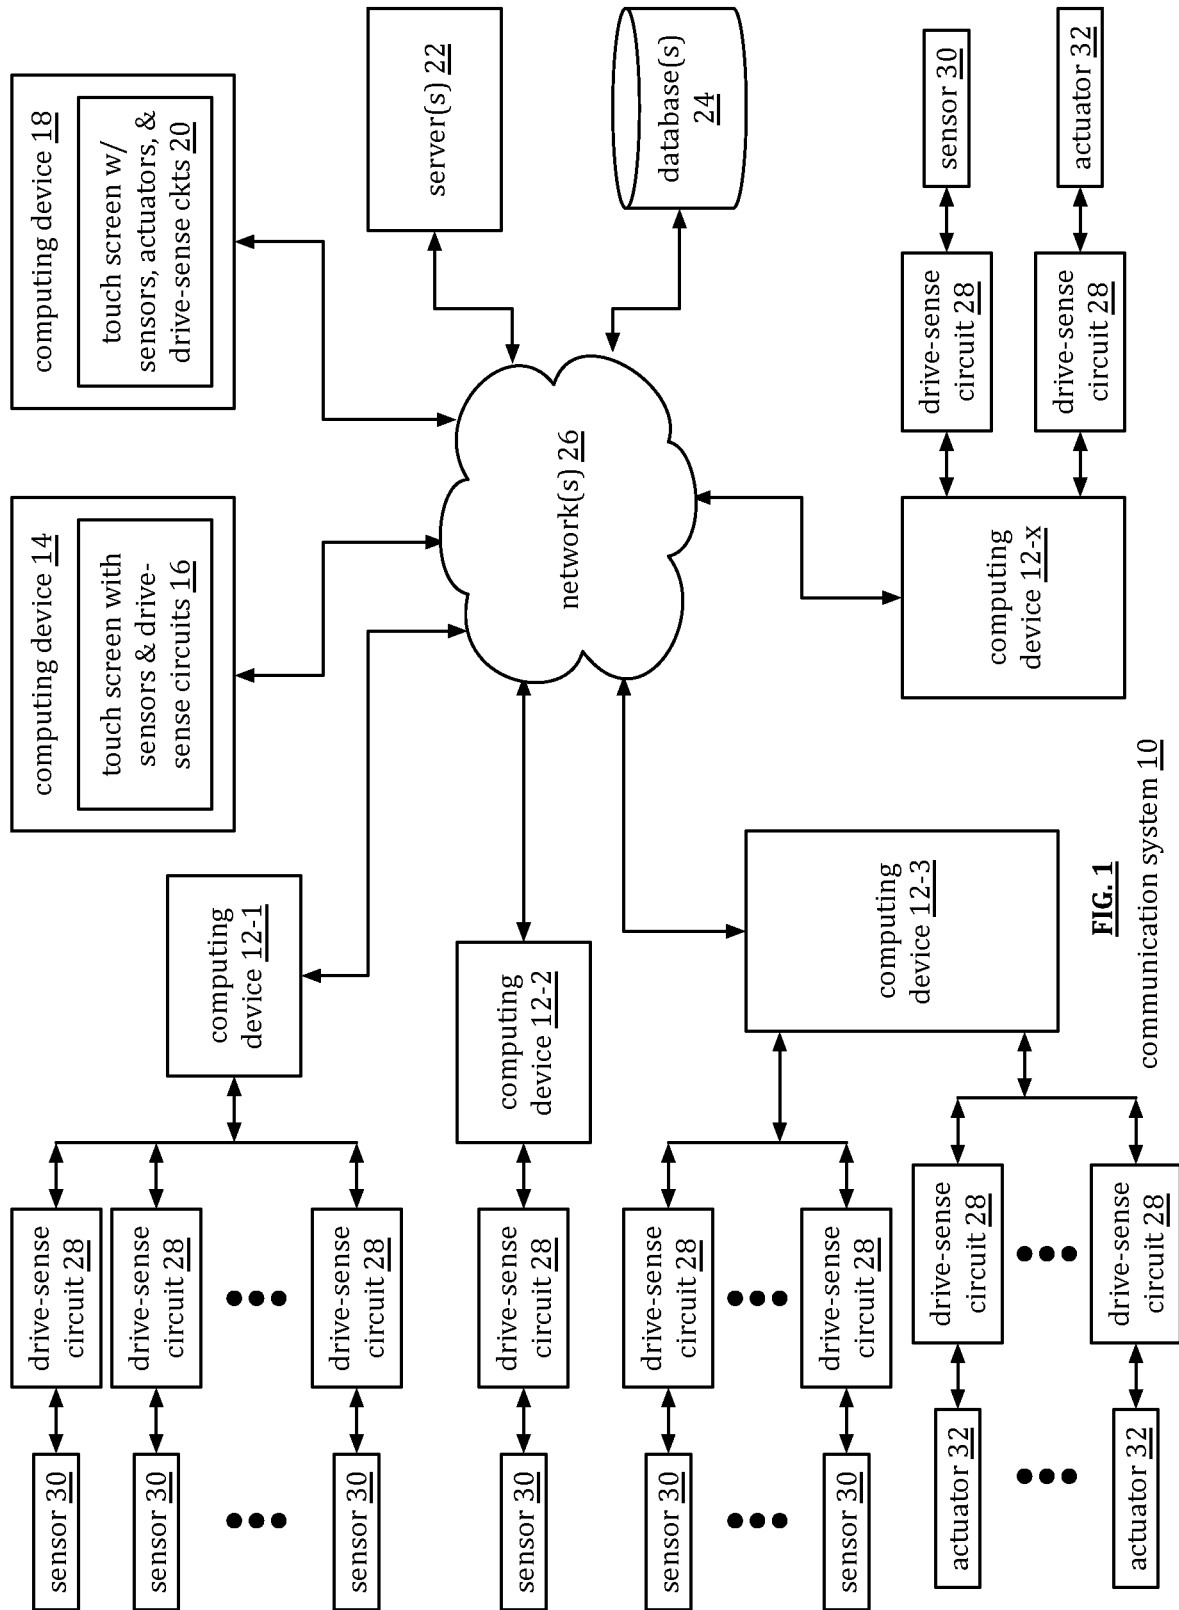 sensor 30
drive-sense
circuit 28
sensor 30
drive-sense
circuit 28
sensor 30
drive-sense
circuit 28
computing
device 12-1
computing device 14
touch screen with
sensors & drive-
sense circuits 16
computing device 18
touch screen w/
sensors, actuators, &
drive-sense ckts 20
sensor 30
drive-sense
circuit 28
computing
device 12-2
network(s) 26
server(s) 22
database(s)
24
sensor 30
drive-sense
circuit 28
sensor 30
drive-sense
circuit 28
computing
device 12-3
actuator 32
drive-sense
circuit 28
actuator 32
drive-sense
circuit 28
computing
device 12-x
drive-sense
circuit 28
sensor 30
drive-sense
circuit 28
actuator 32
FIG. 1
communication system 10